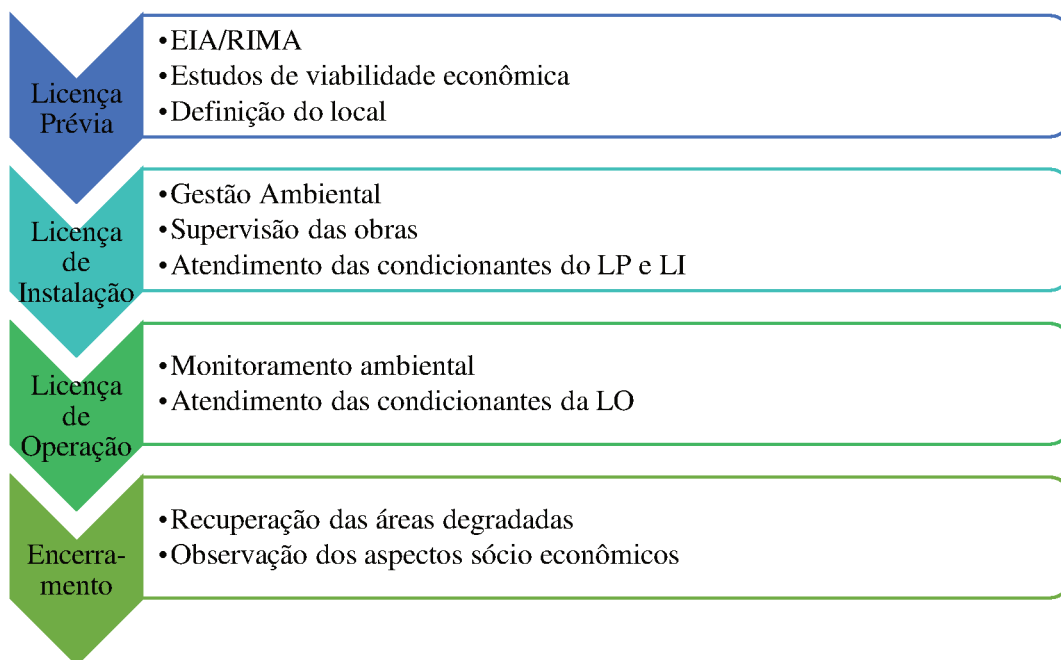 Licença
Prévia
•EIA/RIMA
•Estudos de viabilidade econômica
•Definição do local
Licença
de
Instalação
•Gestão Ambiental
•Supervisão das obras
•Atendimento das condicionantes do LP e LI
Licença
de
Operação
•Monitoramento ambiental
•Atendimento das condicionantes da LO
Encerra-
mento
•Recuperação das áreas degradadas
•Observação dos aspectos sócio econômicos